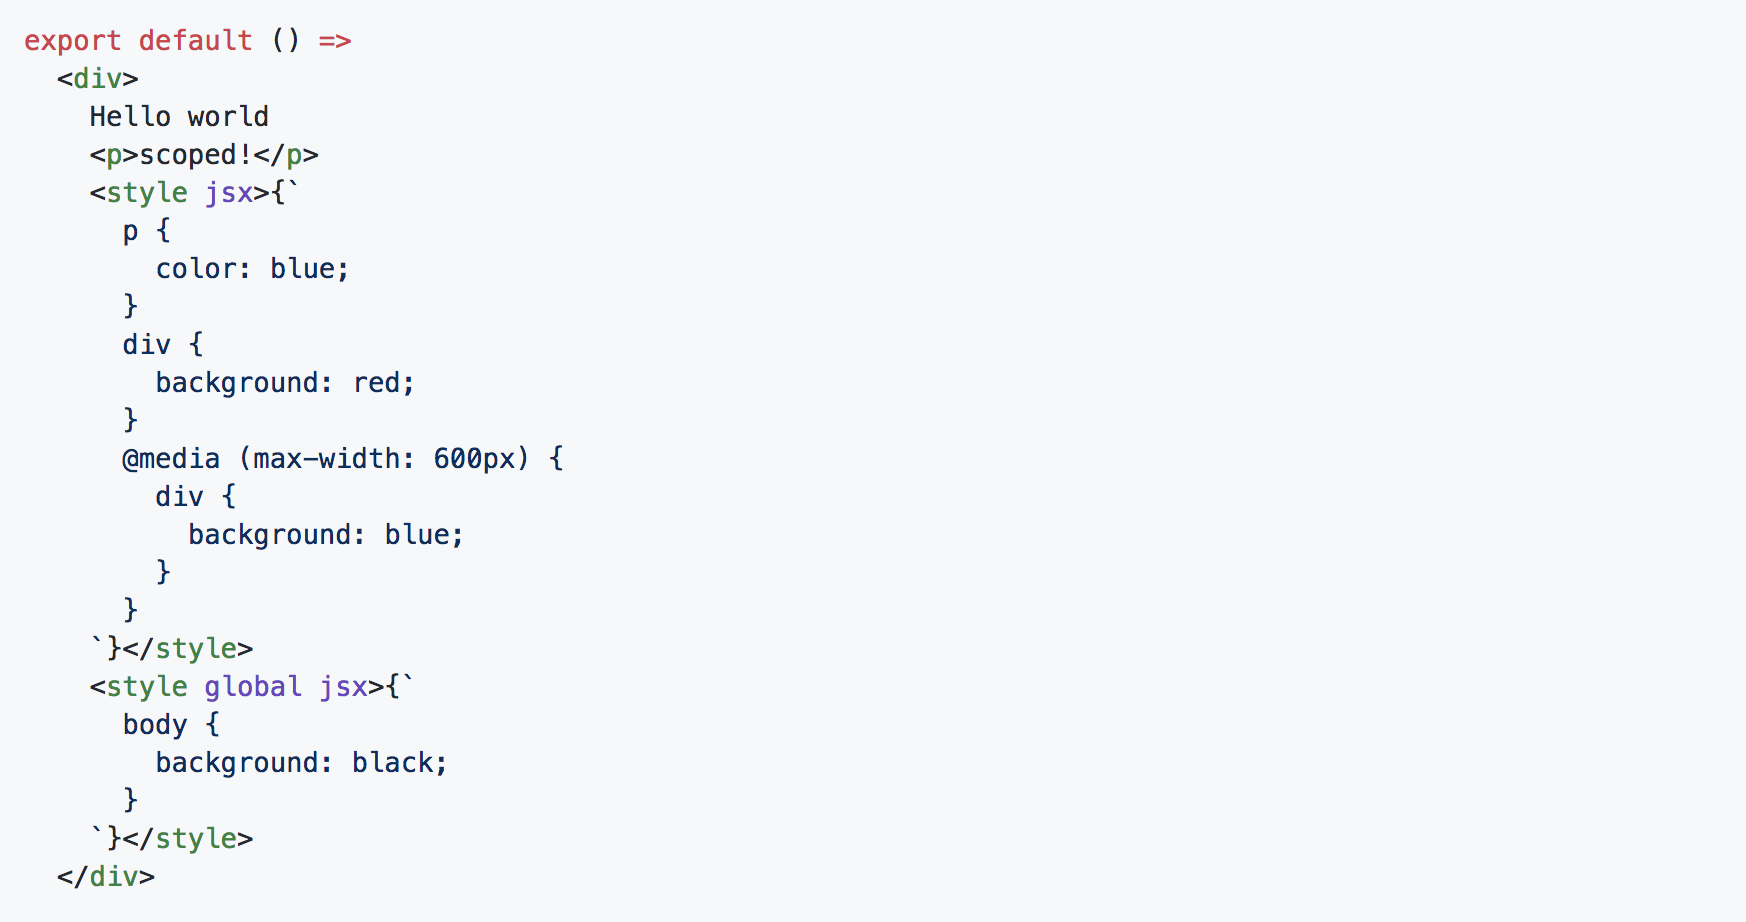 export default () =>
  <div>
    Hello world
    <p>scoped!</p>
    <style jsx>{`
      p {
        color: blue;
      }
      div {
        background: red;
      }
      @media (max-width: 600px) {
        div {
          background: blue;
        }
      }
    `}</style>
    <style global jsx>{`
      body {
        background: black;
      }
    `}</style>
  </div>